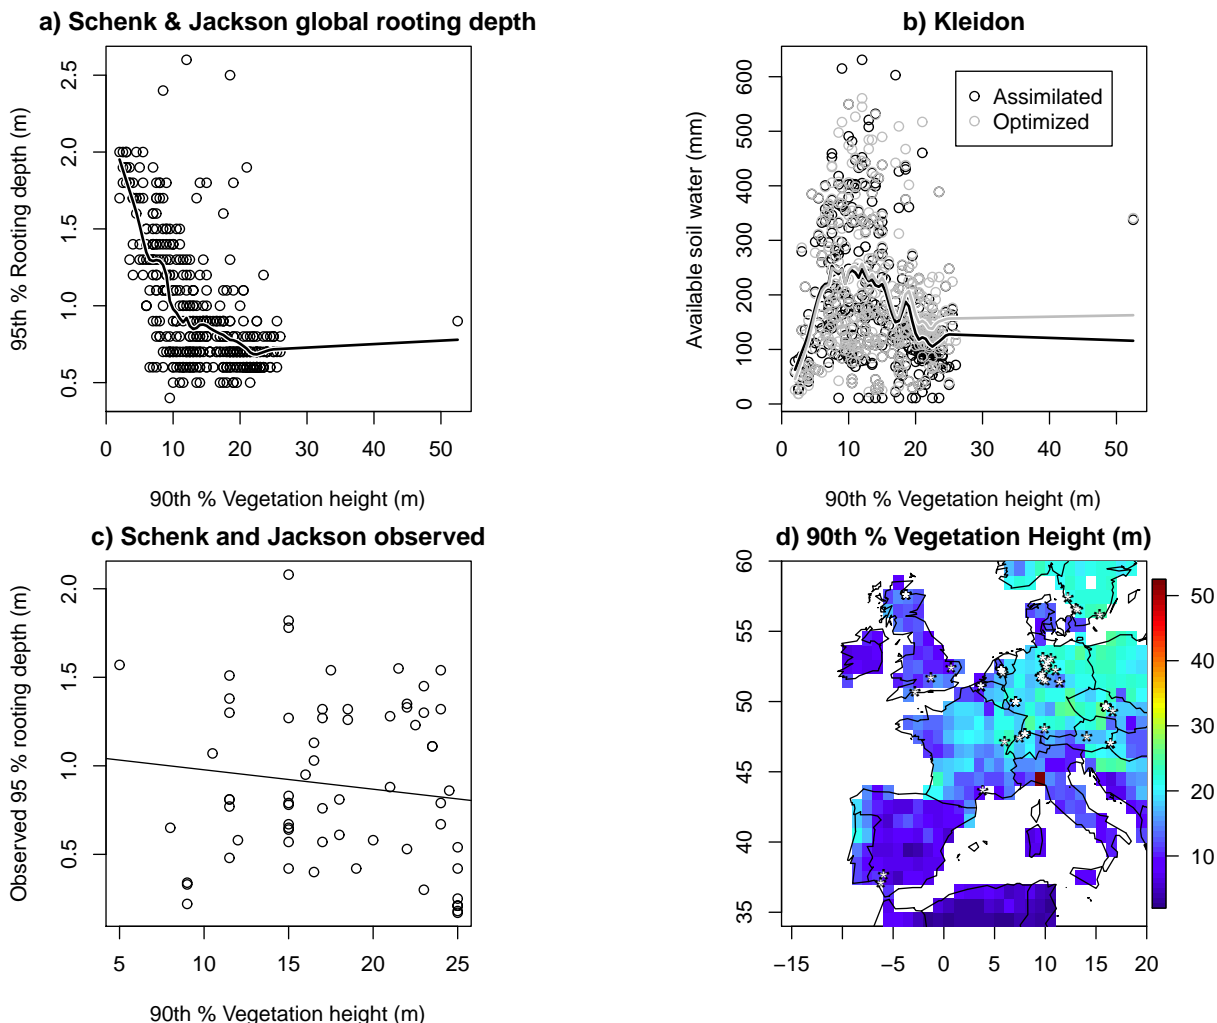 a) Schenk & Jackson global rooting depth
95th % Rooting depth (m)
2.5
2.0
1.5
1.0
0.5
0 10 20 30 40 50
90th % Vegetation height (m)
b) Kleidon
Available soil water (mm)
600
500
400
300
200
100
0
Assimilated
Optimized
0 10 20 30 40 50
90th % Vegetation height (m)
c) Schenk and Jackson observed
Observed 95 % rooting depth (m)
2.0
1.5
1.0
0.5
5 10 15 20 25
90th % Vegetation height (m)
d) 90th % Vegetation Height (m)
60
55
50
45
40
35
−15 −5 0 5 10 15 20
50
40
30
20
10